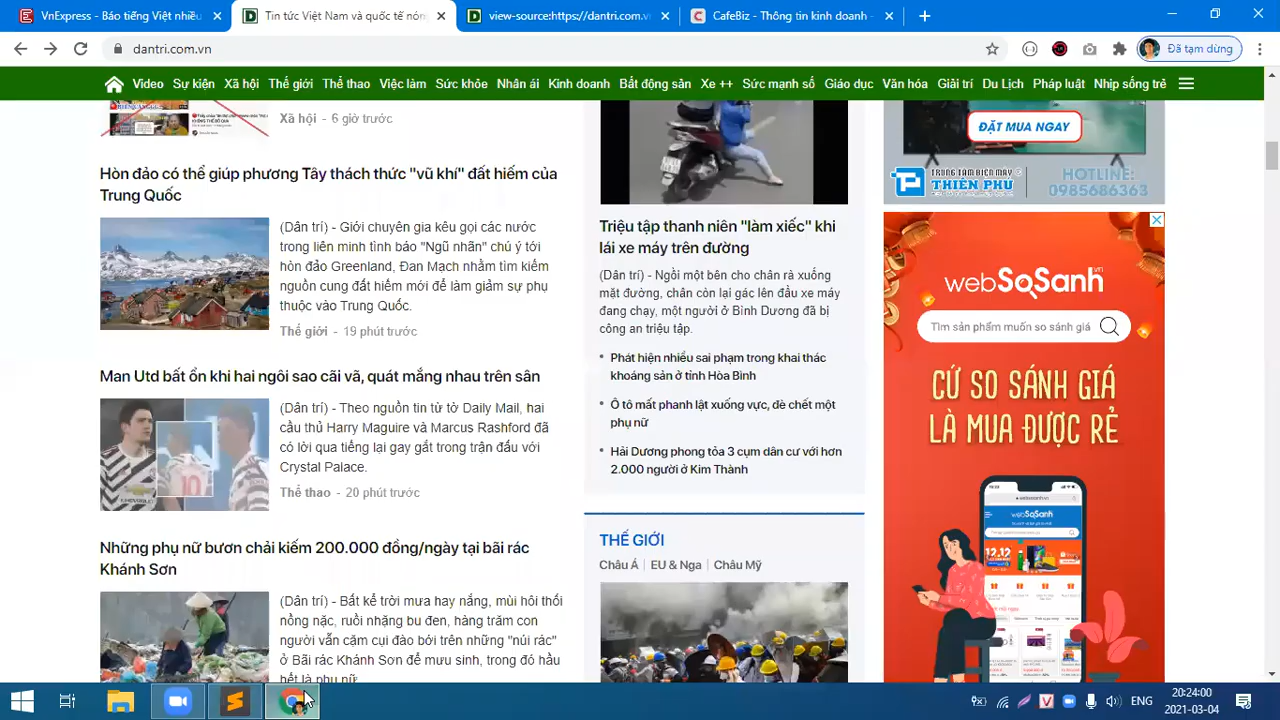 VnExpress - Báo tiếng Việt nhiều
Tin tức Việt Nam và quốc tế nóng
view-source:https://dantri.com.vn
CafeBiz - Thông tin kinh doanh -
dantri.com.vn
Đã tạm dừng
Video Sự kiện Xã hội Thế giới Thể thao Việc làm Sức khỏe Nhân ái Kinh doanh Bất động sản Xe ++ Sức mạnh số Giáo dục Văn hóa Giải trí Du Lịch Pháp luật Nhịp sống trẻ
Xã hội - 6 giờ trước
Hòn đảo có thể giúp phương Tây thách thức "vũ khí" đất hiếm của
Trung Quốc
(Dân trí) - Giới chuyên gia kêu gọi các nước
trong liên minh tình báo "Ngũ nhãn" chú ý tới
hòn đảo Greenland, Đan Mạch nhằm tìm kiếm
nguồn cung đất hiếm mới để làm giảm sự phụ
thuộc vào Trung Quốc.
Thế giới - 19 phút trước
Man Utd bất ổn khi hai ngôi sao cãi vã, quát mắng nhau trên sân
(Dân trí) - Theo nguồn tin từ tờ Daily Mail, hai
cầu thủ Harry Maguire và Marcus Rashford đã
có lời qua tiếng lại gay gắt trong trận đấu với
Crystal Palace.
Thể thao - 20 phút trước
Những phụ nữ bươn chải kiếm 200.000 đồng/ngày tại bãi rác
Khánh Sơn
(Dân trí) - Bất kể trời mưa hay nắng, mùi hôi thối
nồng nặc, ruồi nhặng bu đen, hàng trăm con
người vẫn cần mẫn đào bới trên những "núi rác"
ở Bãi rác Khánh Sơn để mưu sinh, trong đó hầu
hết
Triệu tập thanh niên "làm xiếc" khi
lái xe máy trên đường
(Dân trí) - Ngồi một bên cho chân rà xuống
mặt đường, chân còn lại gác lên đầu xe máy
đang chạy, một người ở Bình Dương đã bị
công an triệu tập.
Phát hiện nhiều sai phạm trong khai thác
khoáng sản ở tỉnh Hòa Bình
Ô tô mất phanh lật xuống vực, đè chết một
phụ nữ
Hải Dương phong tỏa 3 cụm dân cư với hơn
2.000 người ở Kim Thành
THẾ GIỚI
Châu Á EU & Nga Châu Mỹ
ĐẶT MUA NGAY
TRUNG TÂM ĐIỆN MÁY
THIÊN PHÚ
HOTLINE:
0985686363
webSoSanh.vn
Tìm sản phẩm muốn so sánh giá
CỨ SO SÁNH GIÁ
LÀ MUA ĐƯỢC RẺ
webSoSanh
12.12
ENG
20:24:00
2021-03-04